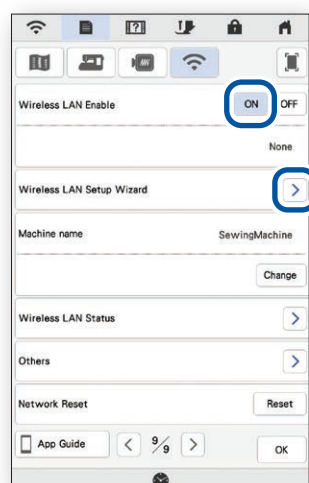 Wireless LAN Enable ON OFF
None
Wireless LAN Setup Wizard
Machine name SewingMachine
Change
Wireless LAN Status
Others
Network Reset Reset
App Guide 9/9 OK